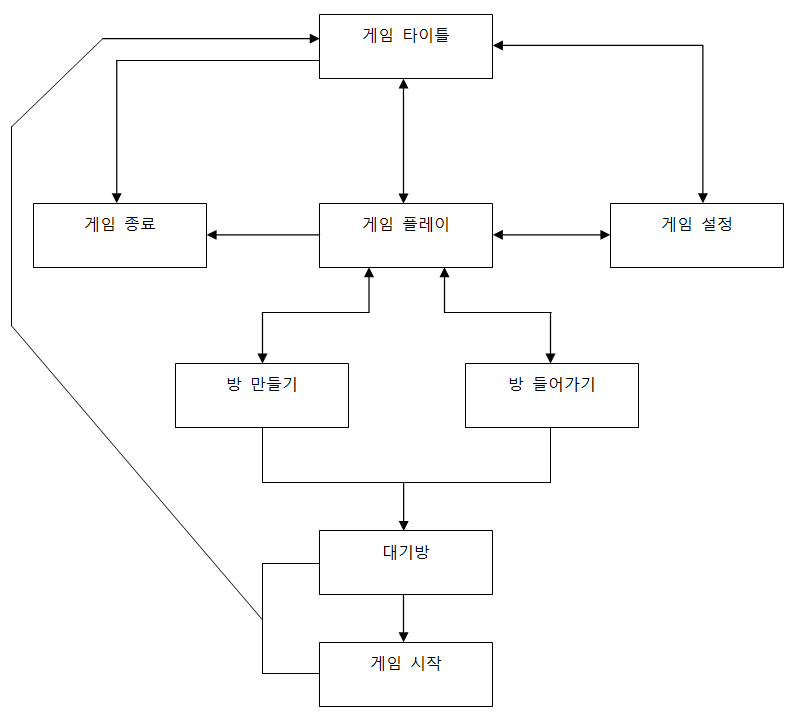 게임 타이틀
게임 종료
게임 플레이
게임 설정
방 만들기
방 들어가기
대기방
게임 시작